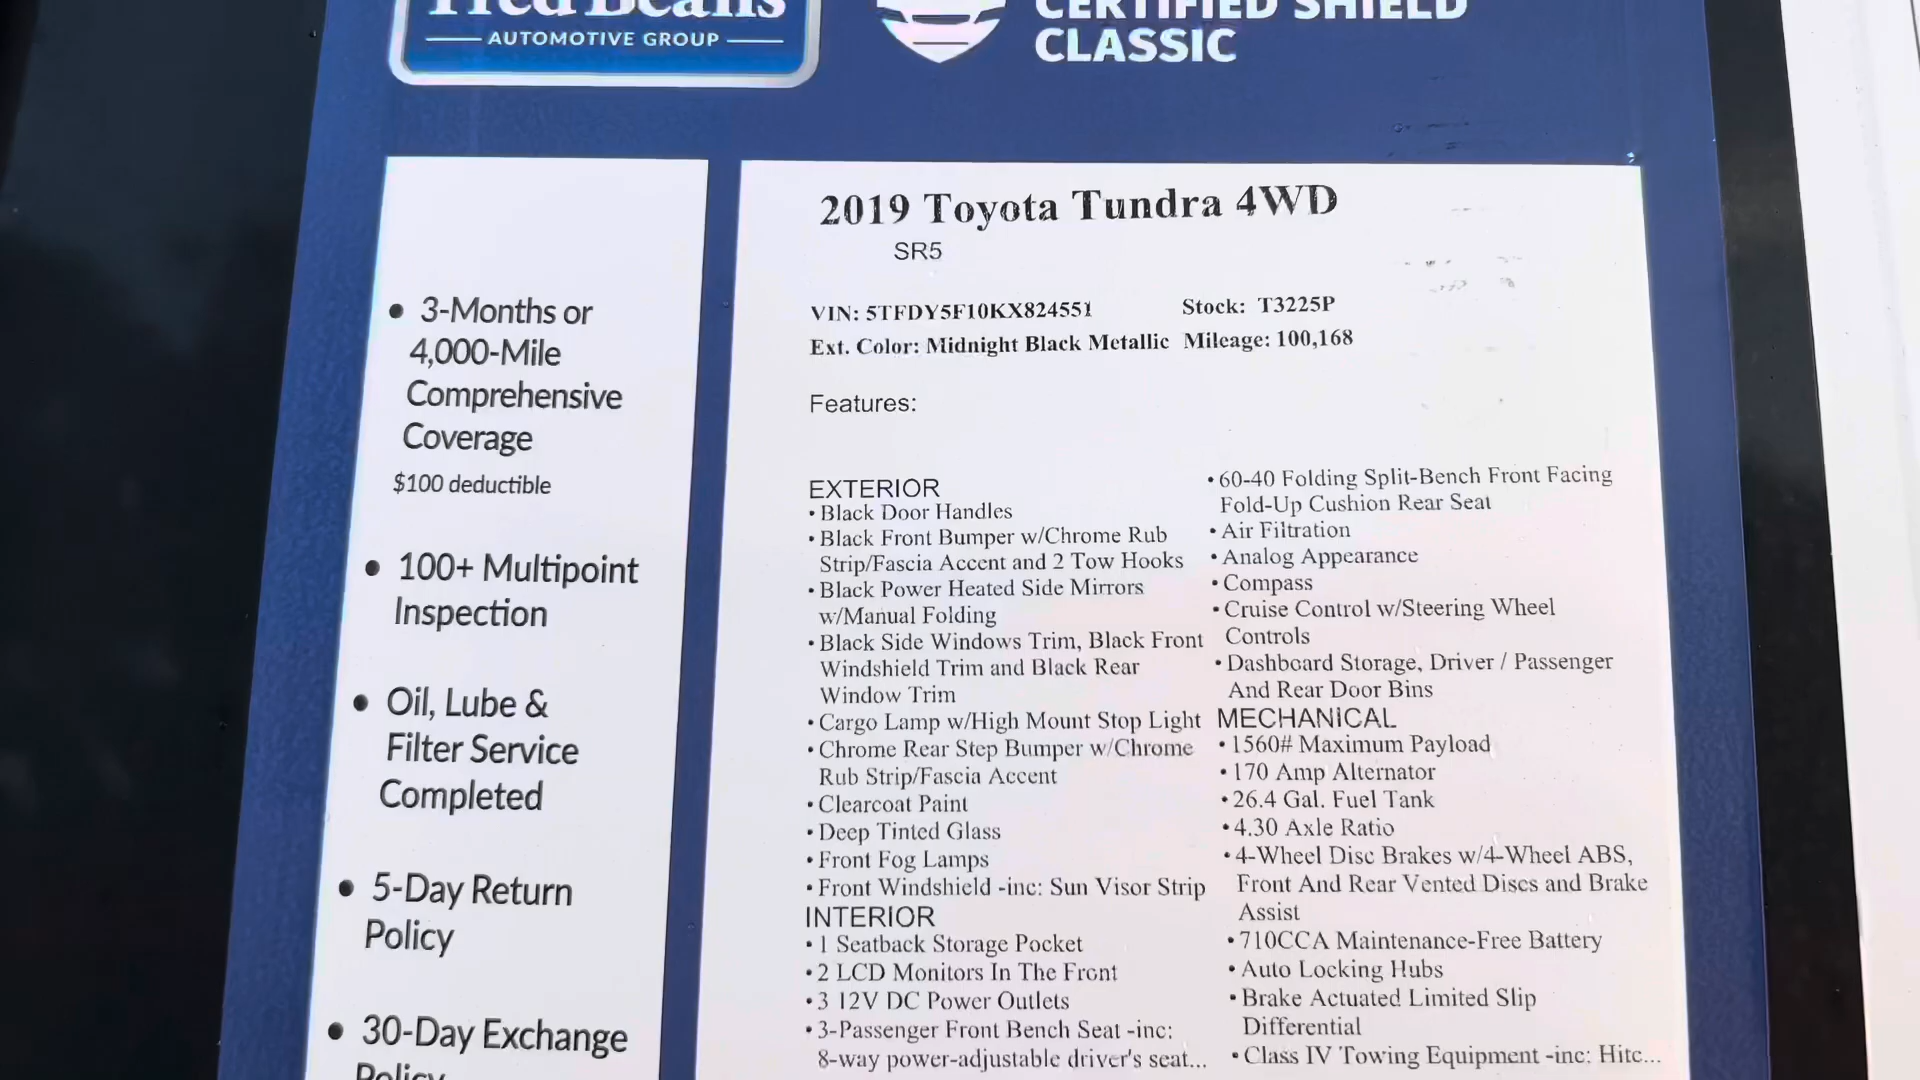 Fred Beans
AUTOMOTIVE GROUP
CERTIFIED SHIELD
CLASSIC
• 3-Months or
4,000-Mile
Comprehensive
Coverage
$100 deductible
• 100+ Multipoint
Inspection
• Oil, Lube &
Filter Service
Completed
• 5-Day Return
Policy
• 30-Day Exchange
Policy
2019 Toyota Tundra 4WD
SR5
VIN: 5TFDY5F10KX824551 Stock: T3225P
Ext. Color: Midnight Black Metallic Mileage: 100,168
Features:
EXTERIOR
• Black Door Handles
• Black Front Bumper w/Chrome Rub
Strip/Fascia Accent and 2 Tow Hooks
• Black Power Heated Side Mirrors
w/Manual Folding
• Black Side Windows Trim, Black Front
Windshield Trim and Black Rear
Window Trim
• Cargo Lamp w/High Mount Stop Light
• Chrome Rear Step Bumper w/Chrome
Rub Strip/Fascia Accent
• Clearcoat Paint
• Deep Tinted Glass
• Front Fog Lamps
• Front Windshield -inc: Sun Visor Strip
INTERIOR
• 1 Seatback Storage Pocket
• 2 LCD Monitors In The Front
• 3 12V DC Power Outlets
• 3-Passenger Front Bench Seat -inc:
8-way power-adjustable driver's seat...
• 60-40 Folding Split-Bench Front Facing
Fold-Up Cushion Rear Seat
• Air Filtration
• Analog Appearance
• Compass
• Cruise Control w/Steering Wheel
Controls
• Dashboard Storage, Driver / Passenger
And Rear Door Bins
MECHANICAL
• 1560# Maximum Payload
• 170 Amp Alternator
• 26.4 Gal. Fuel Tank
• 4.30 Axle Ratio
• 4-Wheel Disc Brakes w/4-Wheel ABS,
Front And Rear Vented Discs and Brake
Assist
• 710CCA Maintenance-Free Battery
• Auto Locking Hubs
• Brake Actuated Limited Slip
Differential
• Class IV Towing Equipment -inc: Hitc...